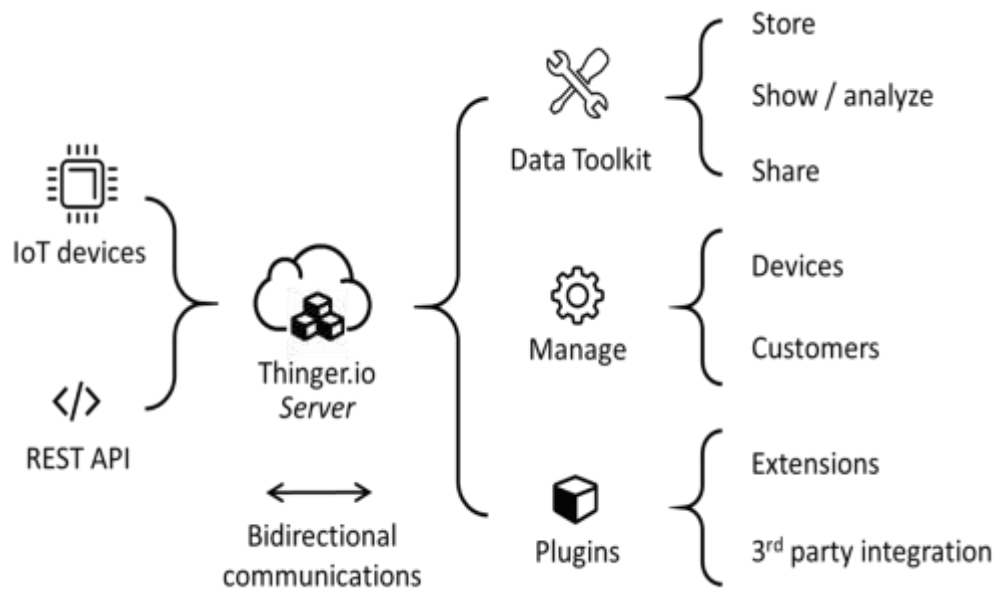 IoT devices
</>
REST API
Thinger.io
Server
Bidirectional
communications
Data Toolkit
Store
Show / analyze
Share
Manage
Devices
Customers
Plugins
Extensions
3rd party integration